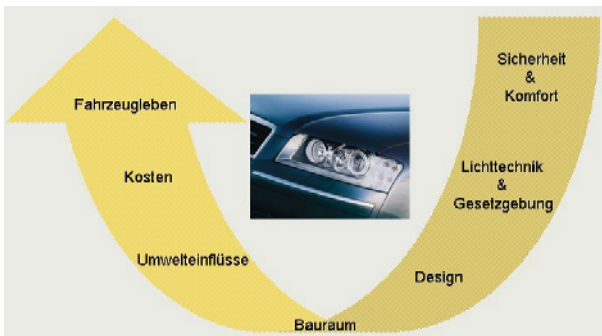 Sicherheit
&
Komfort
Lichttechnik
&
Gesetzgebung
Design
Bauraum
Umwelteinflüsse
Kosten
Fahrzeugleben